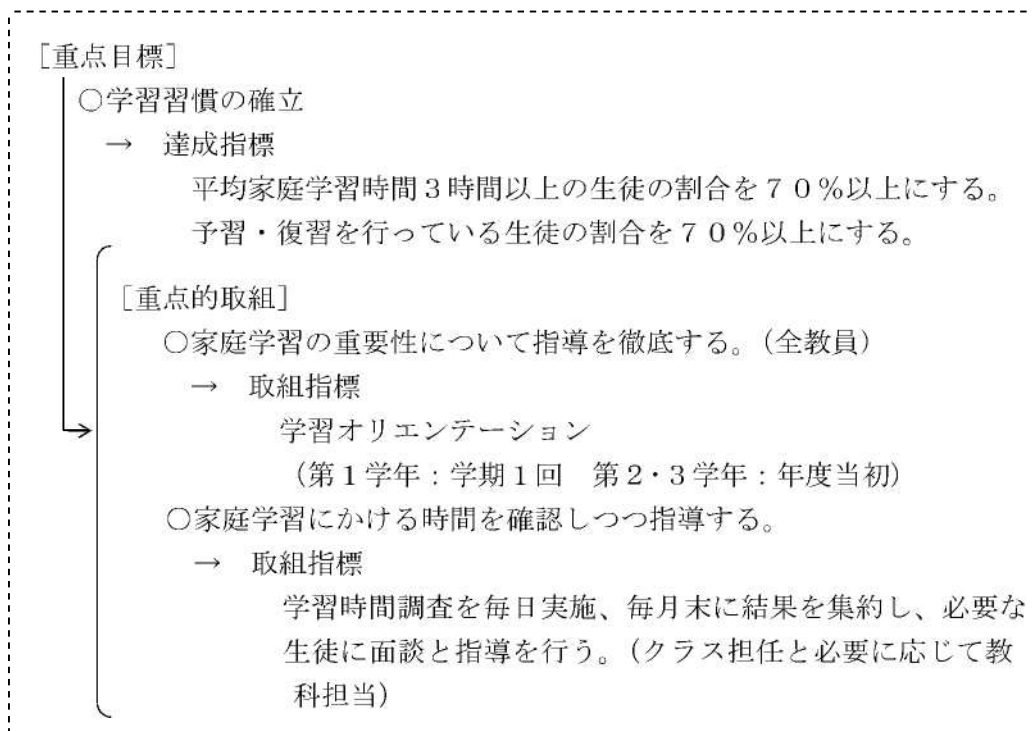 ［重点目標］
○学習習慣の確立
→　達成指標
平均家庭学習時間３時間以上の生徒の割合を７０％以上にする。
予習・復習を行っている生徒の割合を７０％以上にする。
［重点的取組］
○家庭学習の重要性について指導を徹底する。（全教員）
→　取組指標
学習オリエンテーション
（第１学年：学期１回　第２・３学年：年度当初）
○家庭学習にかける時間を確認しつつ指導する。
→　取組指標
学習時間調査を毎日実施、毎月末に結果を集約し、必要な
生徒に面談と指導を行う。（クラス担任と必要に応じて教
科担当）